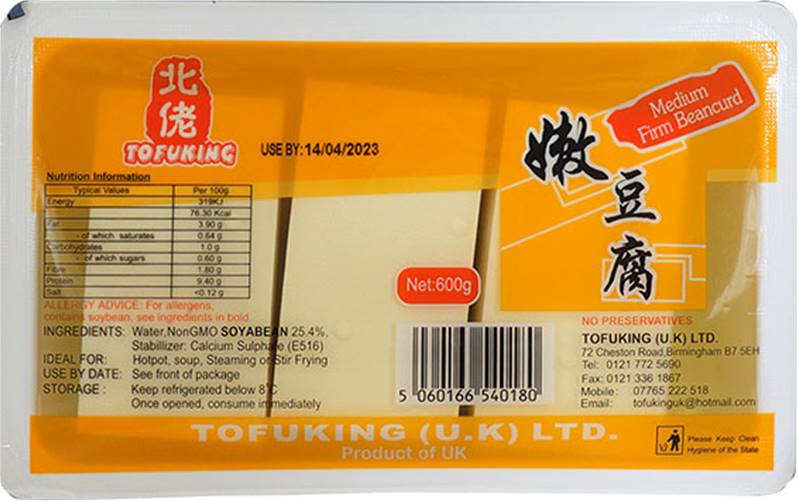 北佬
TOFUKING
USE BY:14/04/2023
Medium
Firm Beancurd
嫩豆腐
Nutrition Information
Typical Values Per 100g
Energy 319KJ
76.30 Kcal
Fat 3.90 g
- of which saturates 0.64 g
Carbohydrates 1.0 g
- of which sugars 0.60 g
Fibre 1.80 g
Protein 9.40 g
Salt <0.12 g
ALLERGY ADVICE: For allergens,
contains soybean, see ingredients in bold
INGREDIENTS: Water,NonGMO SOYABEAN 25.4%,
Stabillizer: Calcium Sulphate (E516)
IDEAL FOR: Hotpot, soup, Steaming or Stir Frying
USE BY DATE: See front of package
STORAGE : Keep refrigerated below 8°C
Once opened, consume immediately
Net:600g
5 060166 540180
NO PRESERVATIVES
TOFUKING (U.K) LTD.
72 Cheston Road,Birmingham B7 5EH
Tel: 0121 772 5690
Fax: 0121 336 1867
Mobile: 07765 222 518
Email: tofukinguk@hotmail.com
TOFUKING (U.K) LTD.
Product of UK
Please Keep Clean
Hygiene of the State